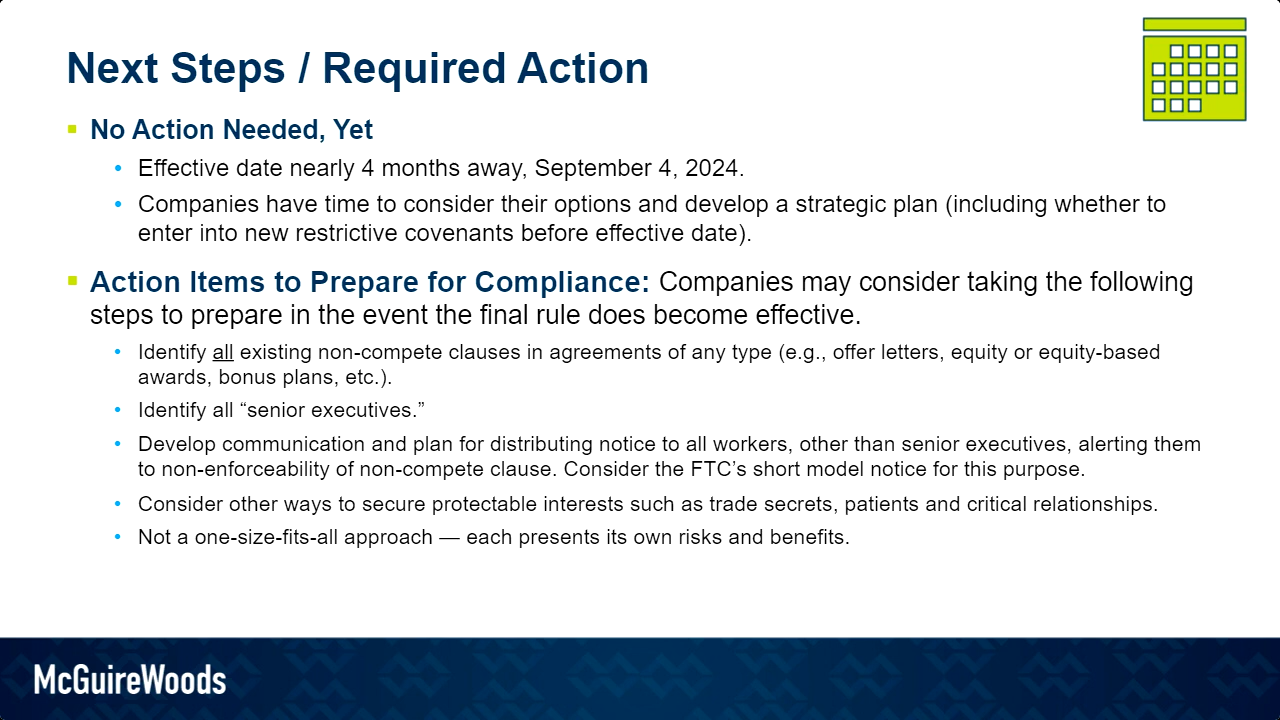 Next Steps / Required Action
▪ No Action Needed, Yet
• Effective date nearly 4 months away, September 4, 2024.
• Companies have time to consider their options and develop a strategic plan (including whether to
enter into new restrictive covenants before effective date).
▪ Action Items to Prepare for Compliance: Companies may consider taking the following
steps to prepare in the event the final rule does become effective.
• Identify all existing non-compete clauses in agreements of any type (e.g., offer letters, equity or equity-based
awards, bonus plans, etc.).
• Identify all “senior executives.”
• Develop communication and plan for distributing notice to all workers, other than senior executives, alerting them
to non-enforceability of non-compete clause. Consider the FTC’s short model notice for this purpose.
• Consider other ways to secure protectable interests such as trade secrets, patients and critical relationships.
• Not a one-size-fits-all approach — each presents its own risks and benefits.
McGuireWoods